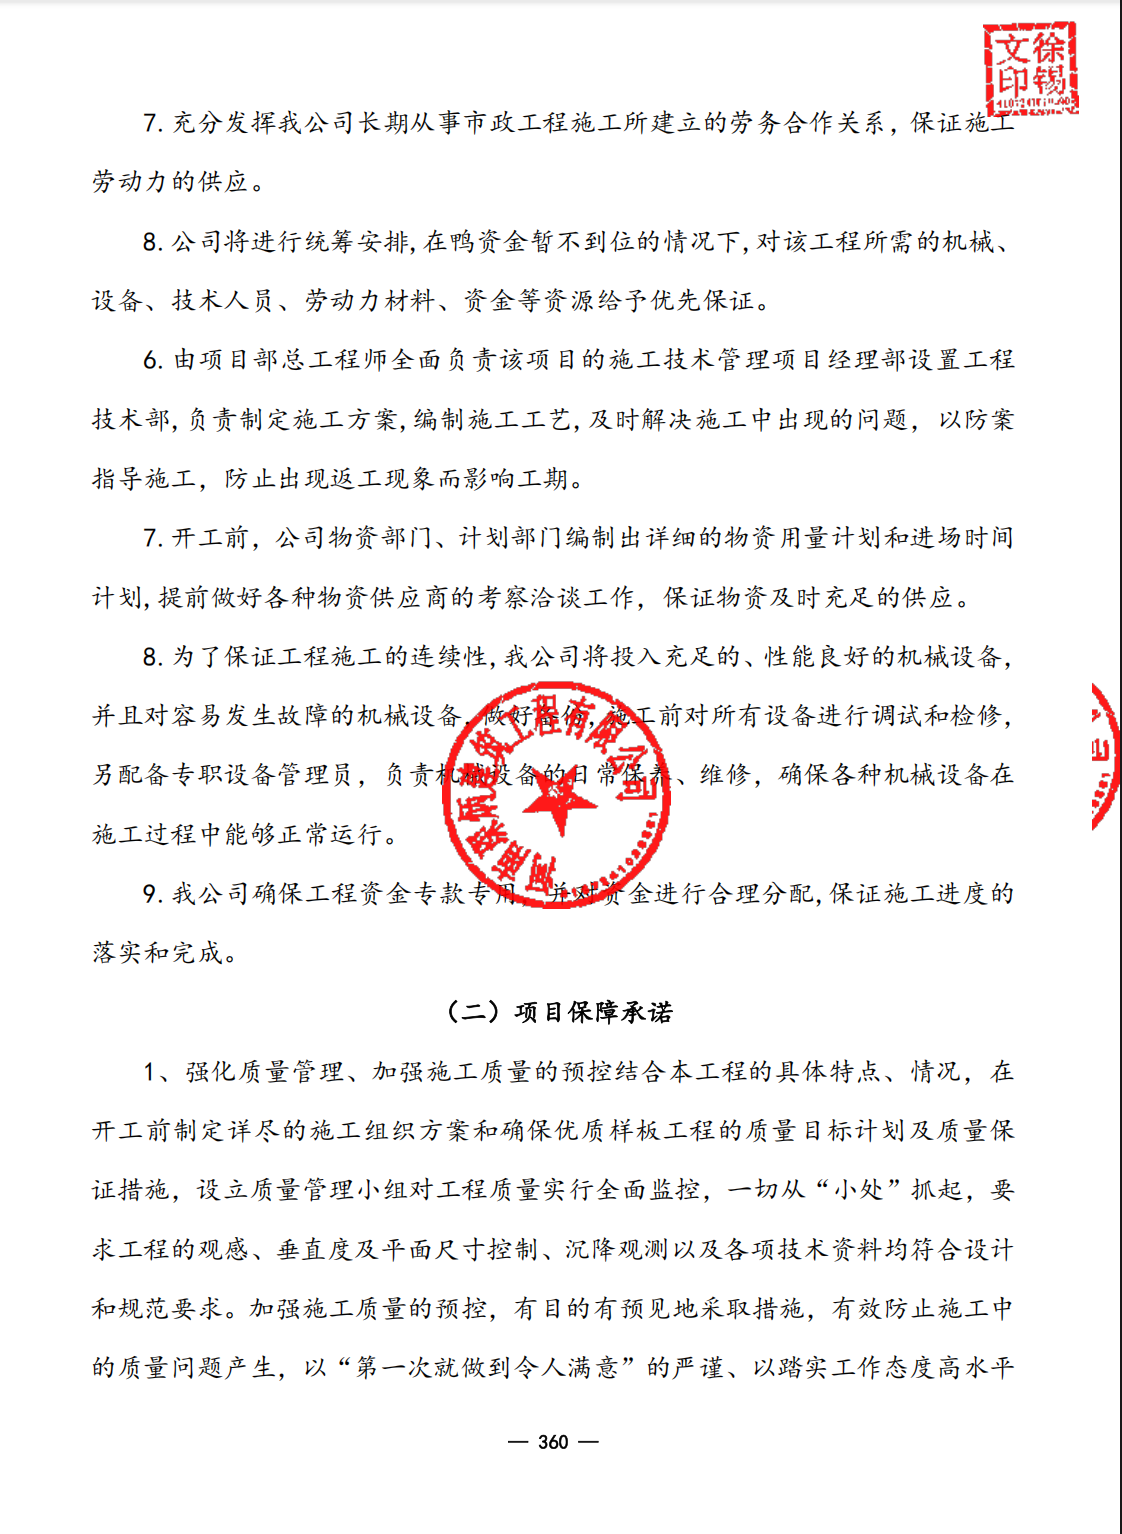 徐锡
文印
7.充分发挥我公司长期从事市政工程施工所建立的劳务合作关系，保证施工
劳动力的供应。
8.公司将进行统筹安排,在鸭资金暂不到位的情况下,对该工程所需的机械、
设备、技术人员、劳动力材料、资金等资源给予优先保证。
6.由项目部总工程师全面负责该项目的施工技术管理项目经理部设置工程
技术部,负责制定施工方案,编制施工工艺,及时解决施工中出现的问题，以防案
指导施工，防止出现返工现象而影响工期。
7.开工前，公司物资部门、计划部门编制出详细的物资用量计划和进场时间
计划,提前做好各种物资供应商的考察洽谈工作，保证物资及时充足的供应。
8.为了保证工程施工的连续性,我公司将投入充足的、性能良好的机械设备，
并且对容易发生故障的机械设备，做好备份，施工前对所有设备进行调试和检修，
另配备专职设备管理员，负责机械设备的日常保养、维修，确保各种机械设备在
施工过程中能够正常运行。
9.我公司确保工程资金专款专用，并对资金进行合理分配,保证施工进度的
落实和完成。
建筑工程有限公司
（二）项目保障承诺
1、强化质量管理、加强施工质量的预控结合本工程的具体特点、情况，在
开工前制定详尽的施工组织方案和确保优质样板工程的质量目标计划及质量保
证措施，设立质量管理小组对工程质量实行全面监控，一切从“小处”抓起，要
求工程的观感、垂直度及平面尺寸控制、沉降观测以及各项技术资料均符合设计
和规范要求。加强施工质量的预控，有目的有预见地采取措施，有效防止施工中
的质量问题产生，以“第一次就做到令人满意”的严谨、以踏实工作态度高水平
— 360 —